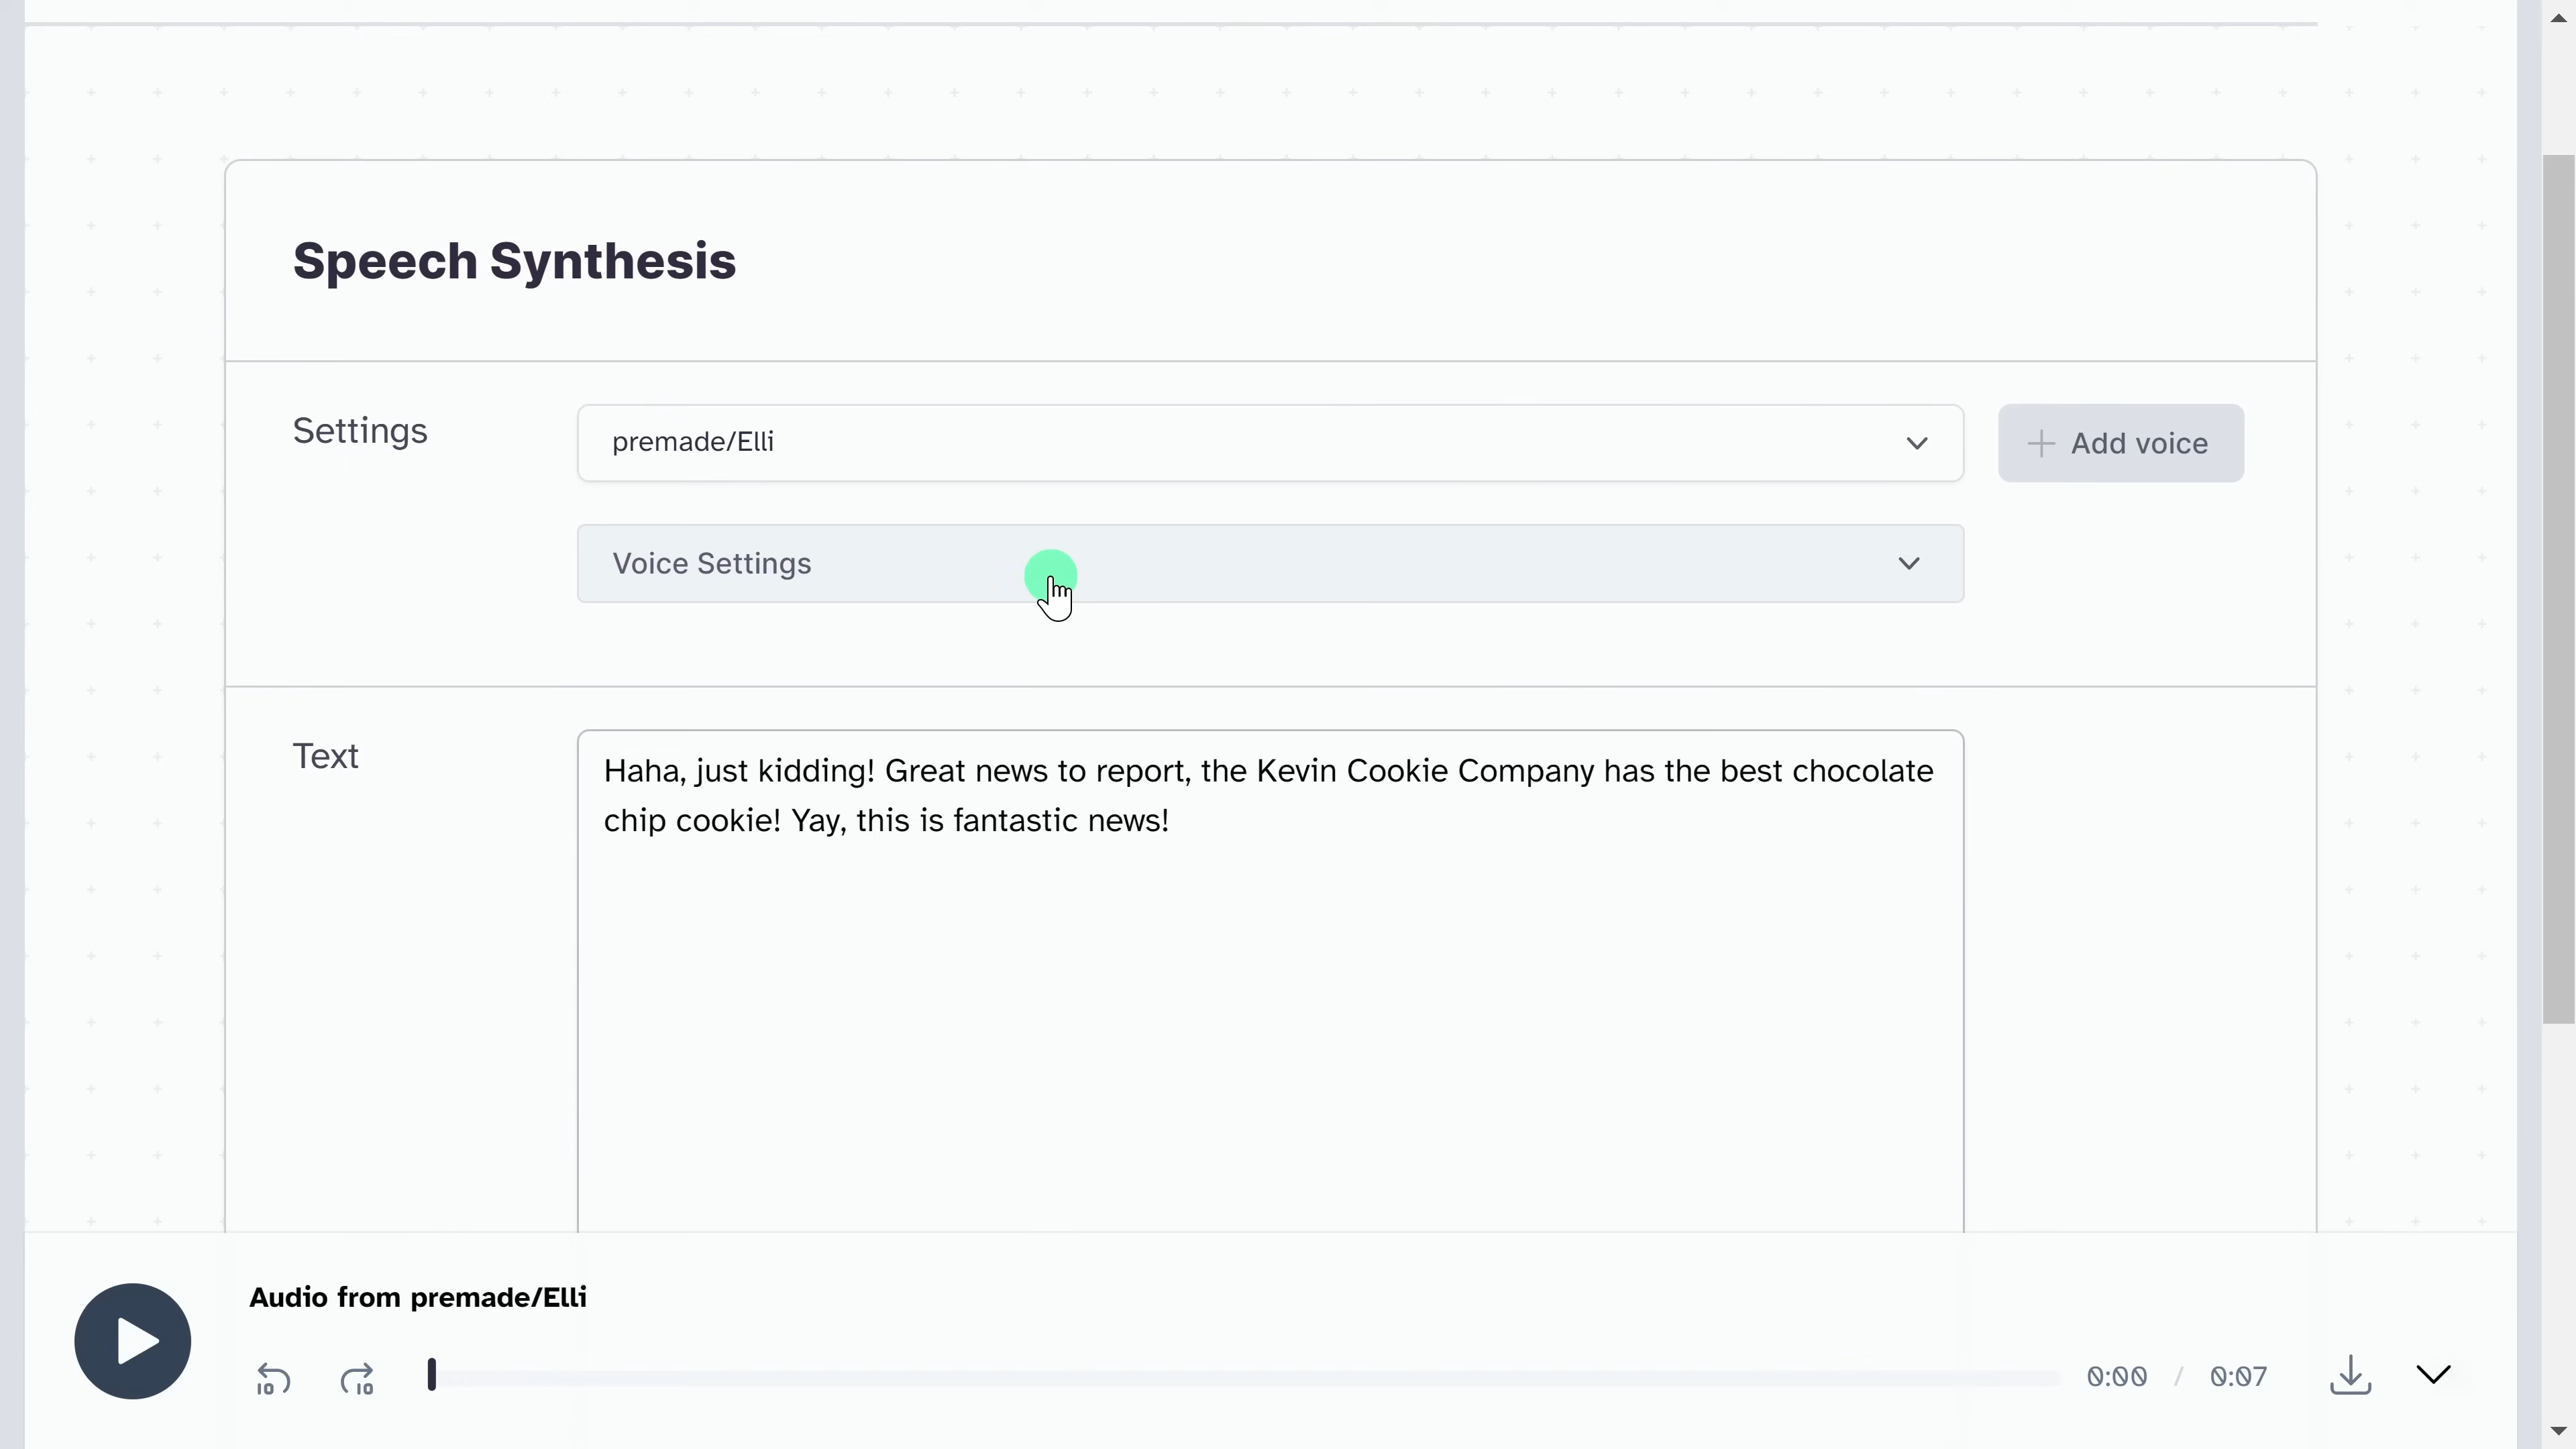 Speech Synthesis
Settings
premade/Elli
Add voice
Voice Settings
Text
Haha, just kidding! Great news to report, the Kevin Cookie Company has the best chocolate
chip cookie! Yay, this is fantastic news!
Audio from premade/Elli
10
10
0:00 / 0:07